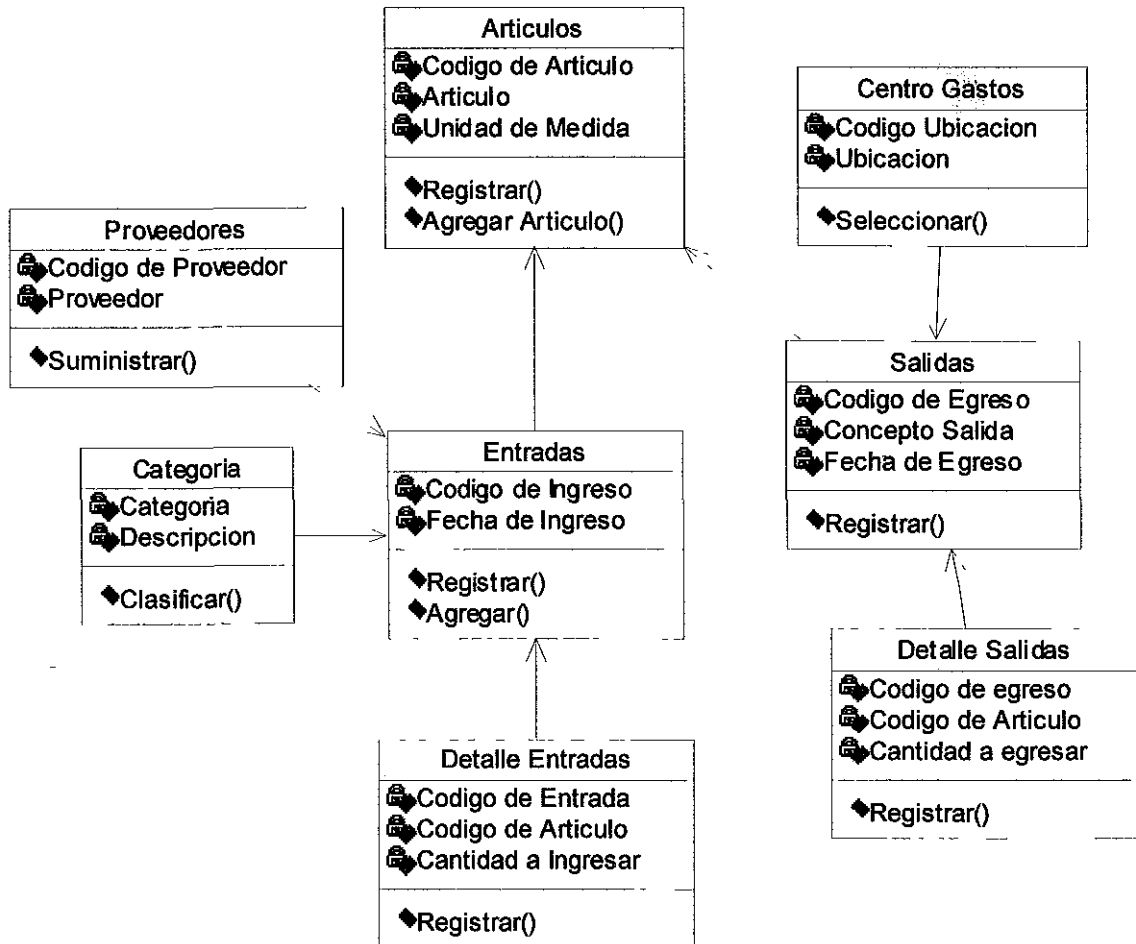 Articulos
Codigo de Articulo
Articulo
Unidad de Medida
Registrar()
Agregar Articulo()
Centro Gastos
Codigo Ubicacion
Ubicacion
Seleccionar()
Proveedores
Codigo de Proveedor
Proveedor
Suministrar()
Salidas
Codigo de Egreso
Concepto Salida
Fecha de Egreso
Registrar()
Categoria
Categoria
Descripcion
Clasificar()
Entradas
Codigo de Ingreso
Fecha de Ingreso
Registrar()
Agregar()
Detalle Salidas
Codigo de egreso
Codigo de Articulo
Cantidad a egresar
Registrar()
Detalle Entradas
Codigo de Entrada
Codigo de Articulo
Cantidad a Ingresar
Registrar()